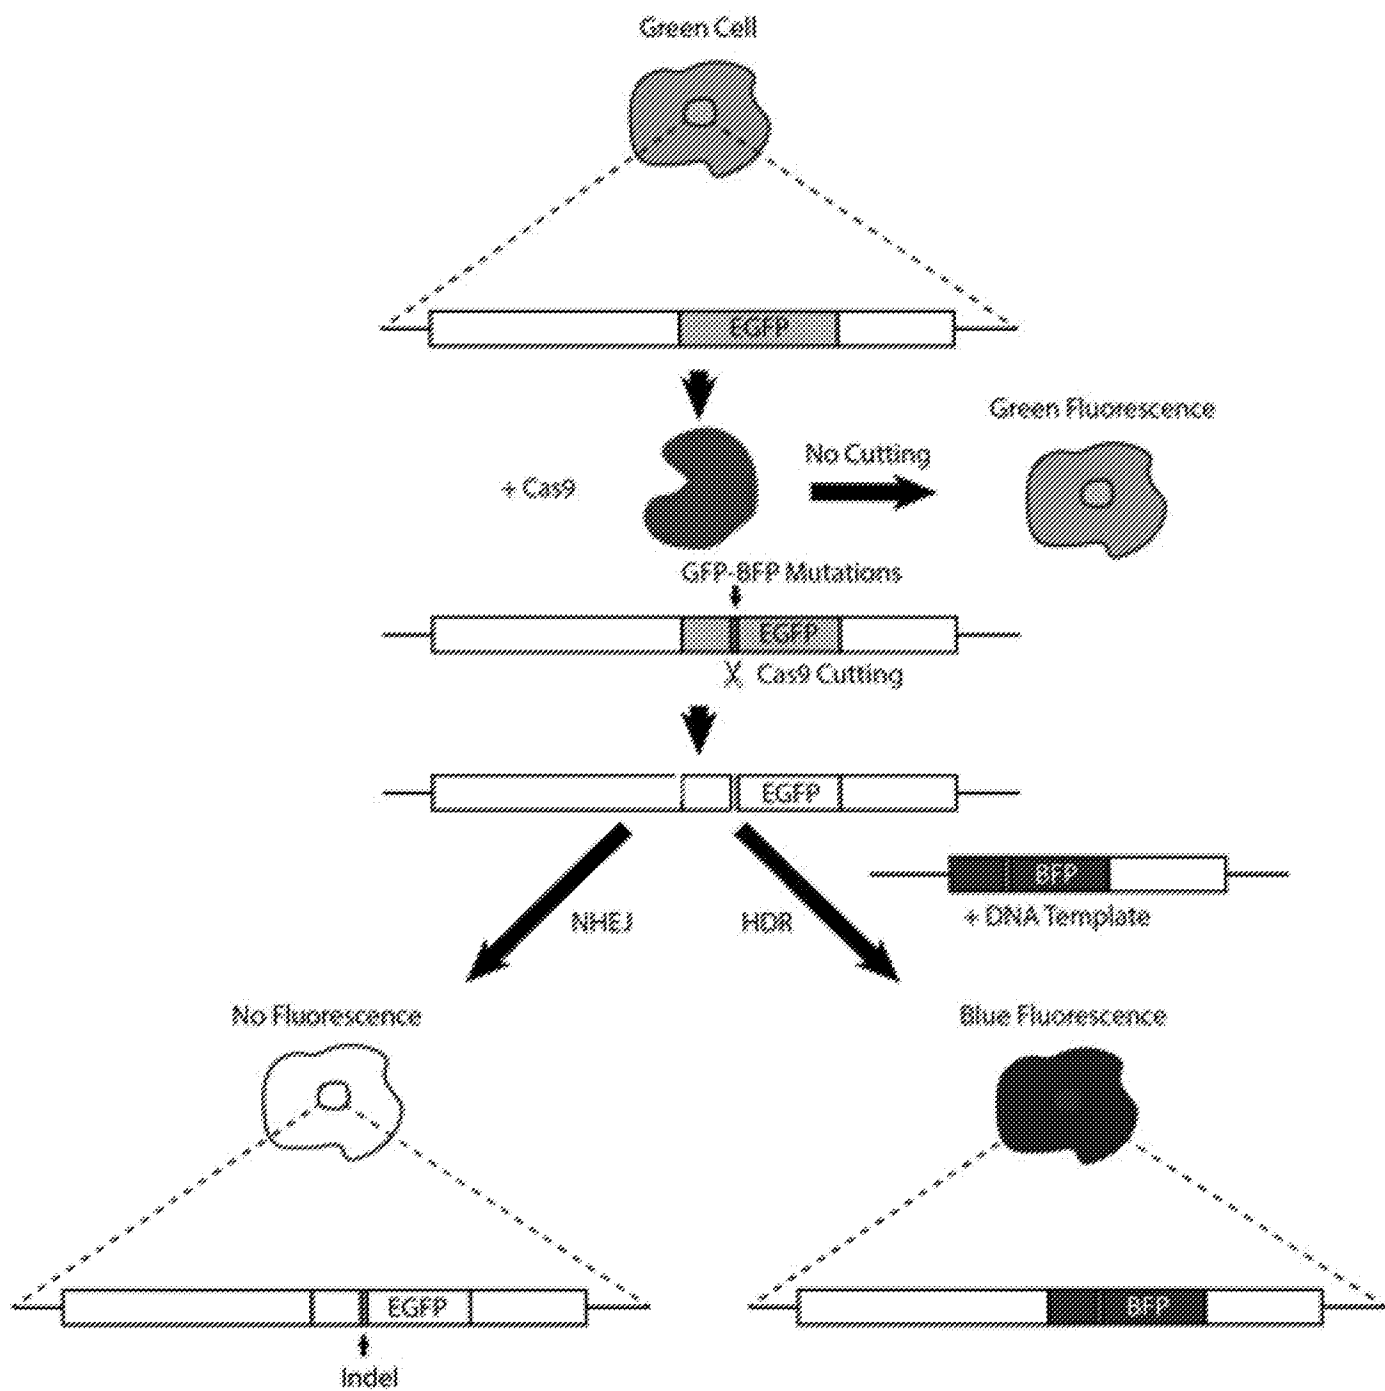 Green Cell
EGFP
Green Fluorescence
No Cutting
+ Cas9
GFP-BFP Mutations
EGFP
X Cas9 Cutting
EGFP
BFP
+ DNA Template
NHEJ
HDR
No Fluorescence
Blue Fluorescence
EGFP
BFP
Indel